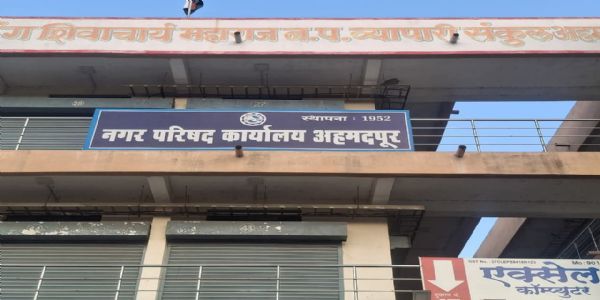 शिवाचार्य महाराज न.प. व्यापारी संकुल
स्थापना : 1952
नगर परिषद कार्यालय अहमदपूर
एक्सेल
कॉम्प्युटर